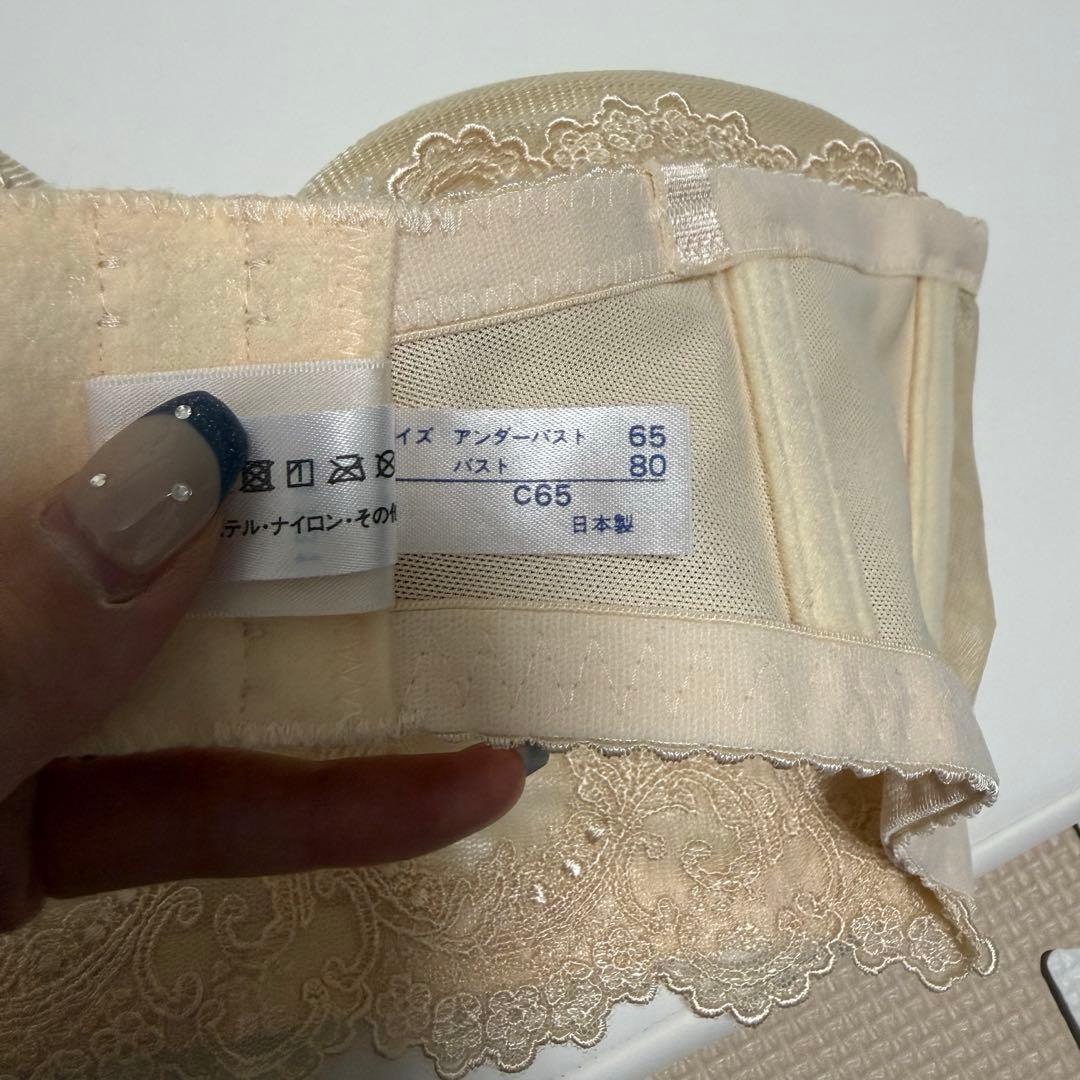 イズ アンダーバスト 65
バスト 80
C65
日本製
ステル・ナイロン・その他